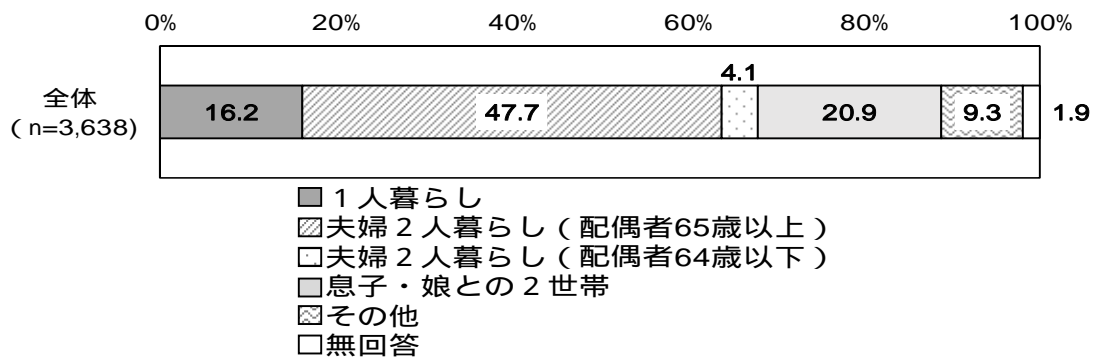 0% 20% 40% 60% 80% 100%
4.1
全体
（n=3,638)
16.2 47.7 20.9 9.3 1.9
１人暮らし
夫婦２人暮らし（配偶者65歳以上）
夫婦２人暮らし（配偶者64歳以下）
息子・娘との２世帯
その他
無回答